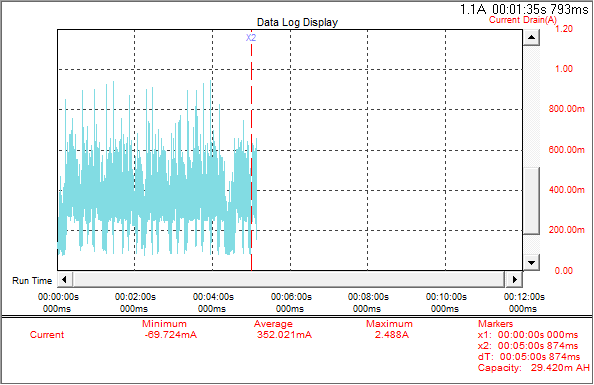 1.1A 00:01:35s 793ms
Data Log Display
Current Drain(A)
X2
1.20
1.00
800.00m
600.00m
400.00m
200.00m
0.00
Run Time
00:00:00s 00:02:00s 00:04:00s 00:06:00s 00:08:00s 00:10:00s 00:12:00s
000ms 000ms 000ms 000ms 000ms 000ms 000ms
Minimum Average Maximum Markers
Current -69.724mA 352.021mA 2.488A x1: 00:00:00s 000ms
x2: 00:05:00s 874ms
dT: 00:05:00s 874ms
Capacity: 29.420m AH